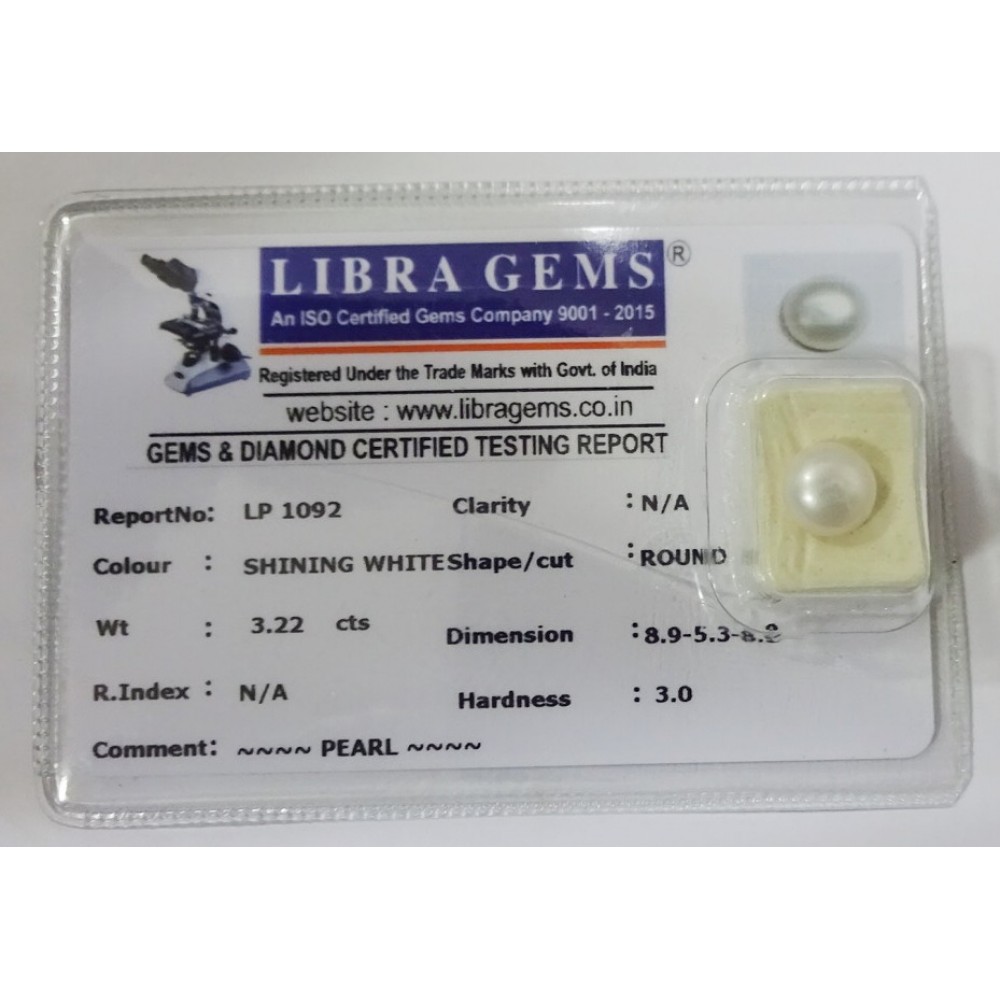 LIBRA GEMS ®
An ISO Certified Gems Company 9001 - 2015
Registered Under the Trade Marks with Govt. of India
website : www.libragems.co.in
GEMS & DIAMOND CERTIFIED TESTING REPORT
ReportNo: LP 1092 Clarity : N/A
Colour : SHINING WHITE Shape/cut : ROUND
Wt : 3.22 cts Dimension : 8.9-5.3-
R.Index : N/A Hardness : 3.0
Comment: ~~~~ PEARL ~~~~